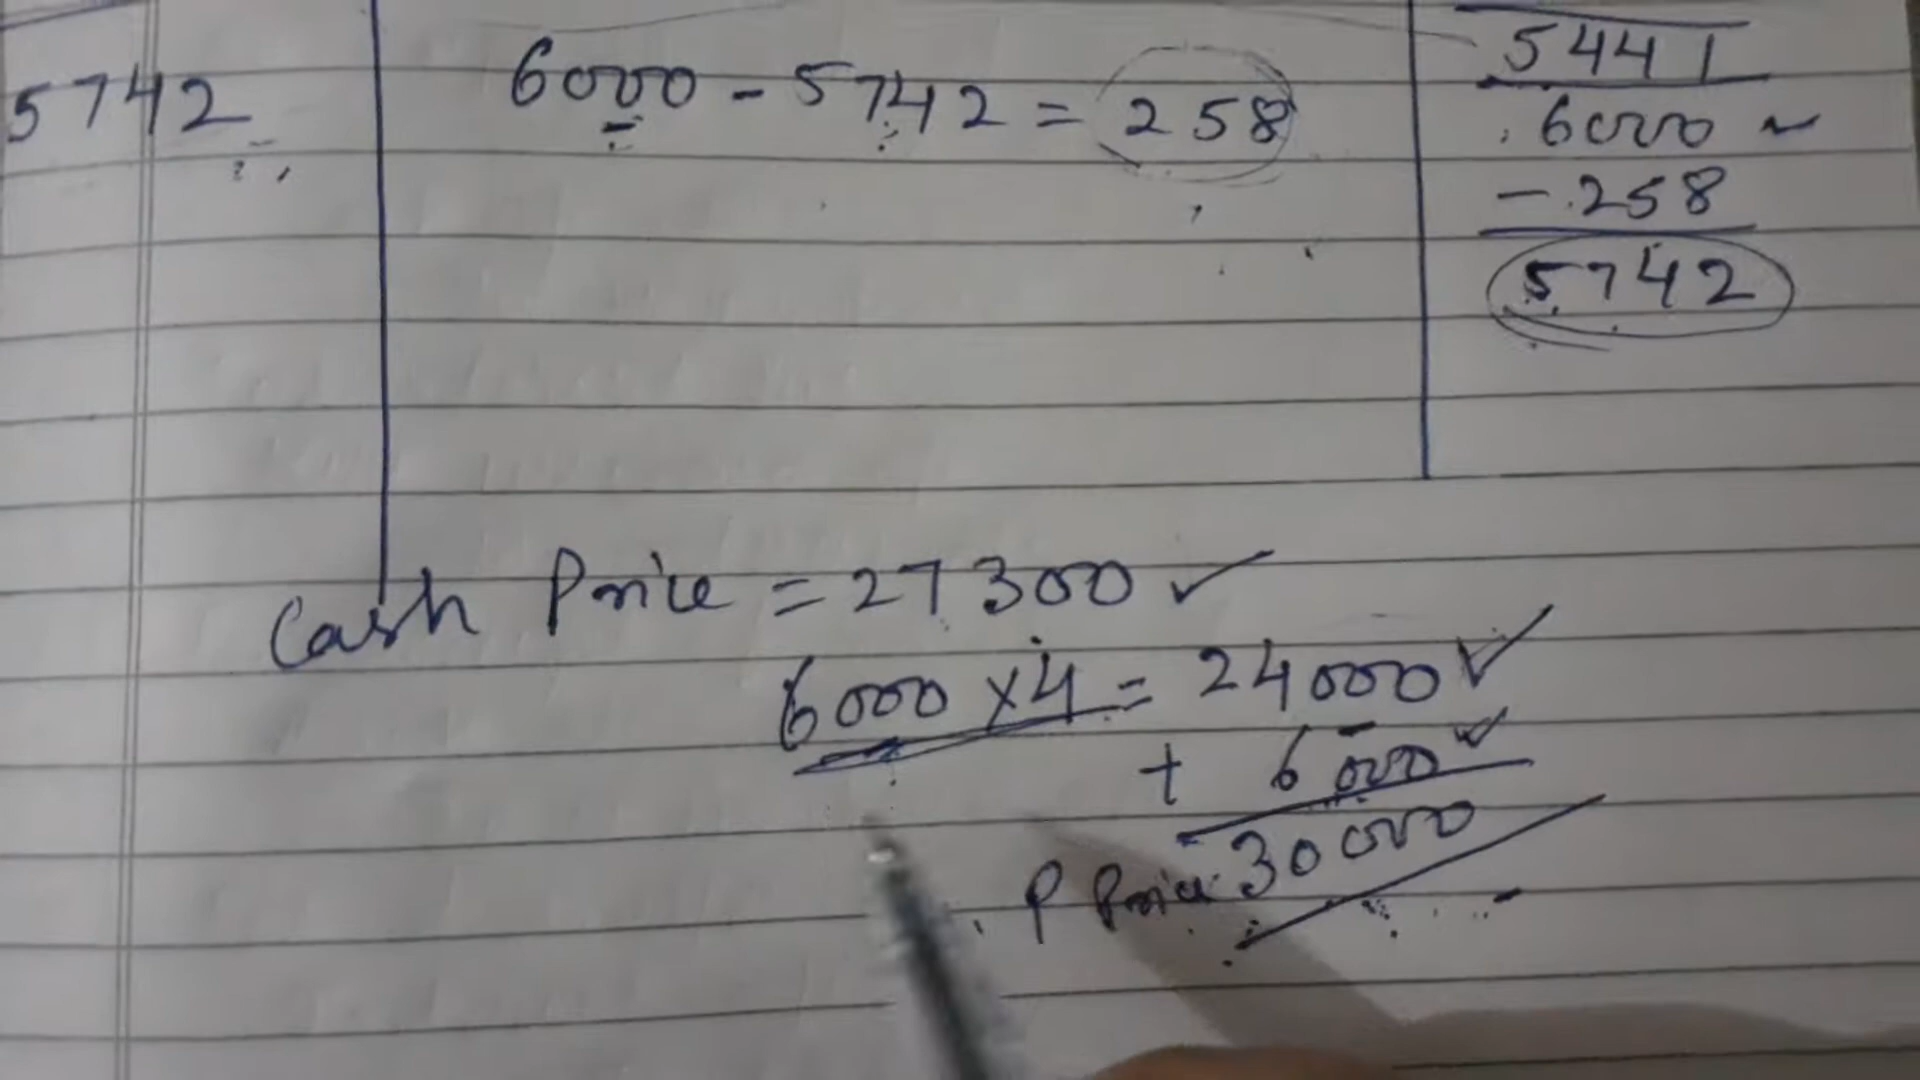 5742
6000 - 5742 = 258
5441
6000
- 258
5742
Cash Price = 27300 ✓
6000 x 4 = 24000 ✓
+ 6000 ✓
P Price 30000